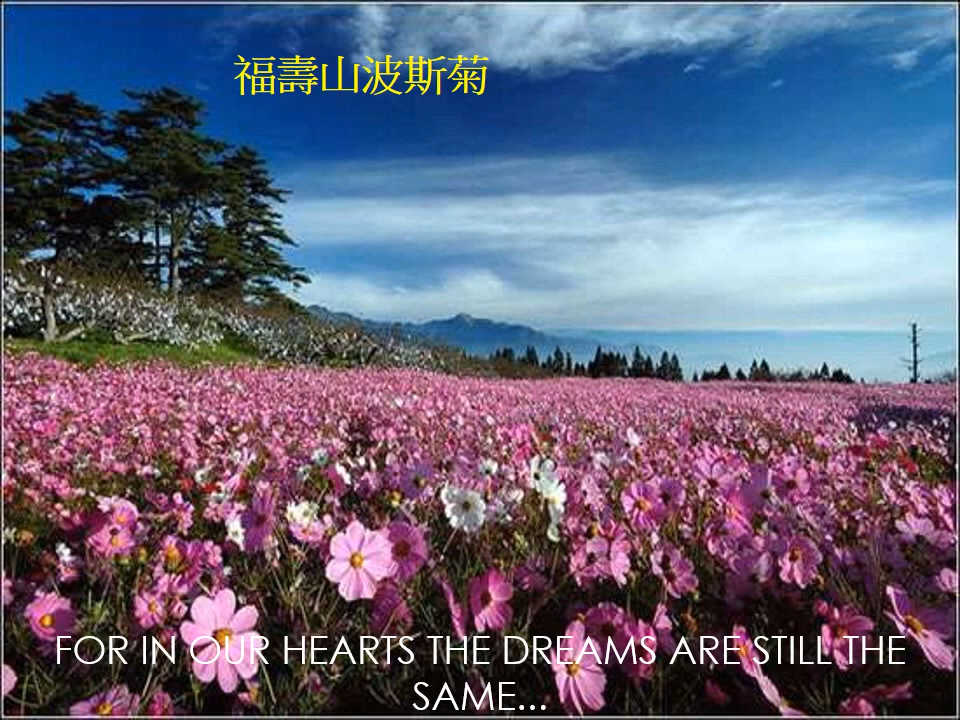 福壽山波斯菊
FOR IN OUR HEARTS THE DREAMS ARE STILL THE
SAME...